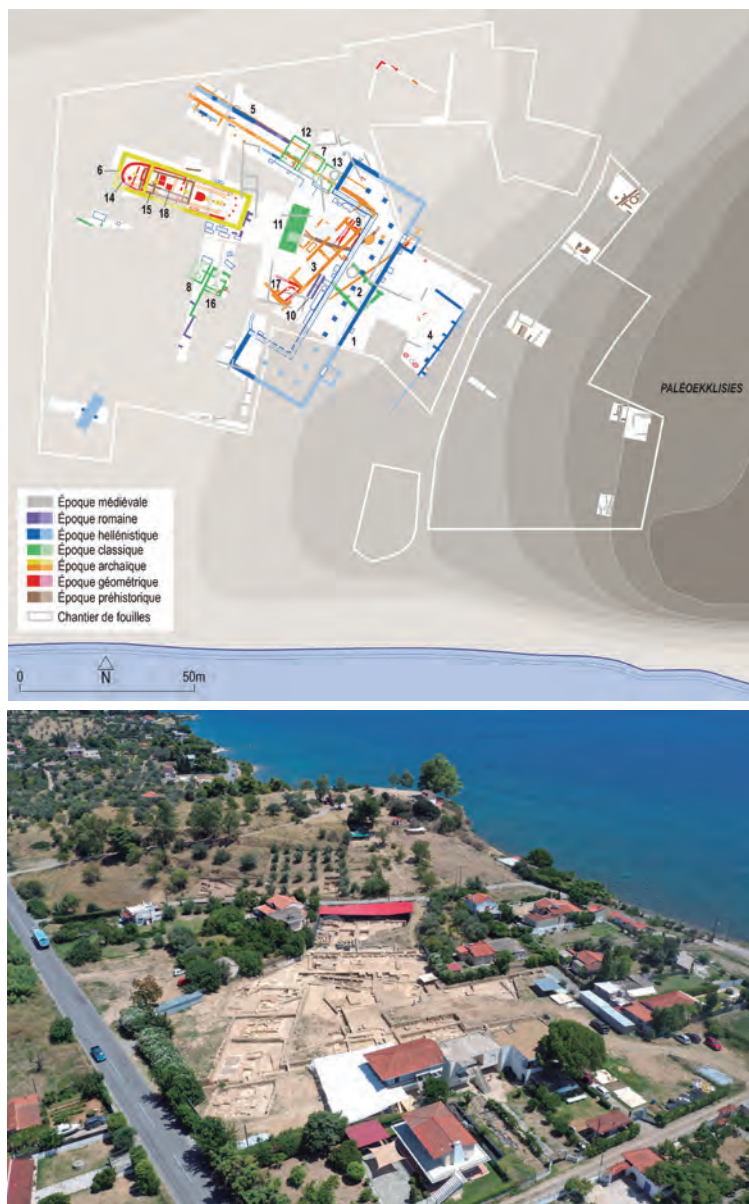 5
12
7
13
6
14
15
18
9
11
3
2
8
16
17
10
1
4
PALÉOEKKLISIES
Époque médiévale
Époque romaine
Époque hellénistique
Époque classique
Époque archaïque
Époque géométrique
Époque préhistorique
Chantier de fouilles
0 N 50m